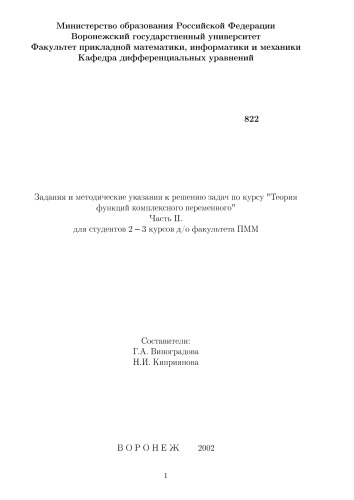 Министерство образования Российской Федерации
Воронежский государственный университет
Факультет прикладной математики, информатики и механики
Кафедра дифференциальных уравнений
822
Задания и методические указания к решению задач по курсу "Теория
функций комплексного переменного"
Часть II.
для студентов 2 – 3 курсов д/о факультета ПММ
Составители:
Г.А. Виноградова
Н.И. Киприянова
В О Р О Н Е Ж 2002
1